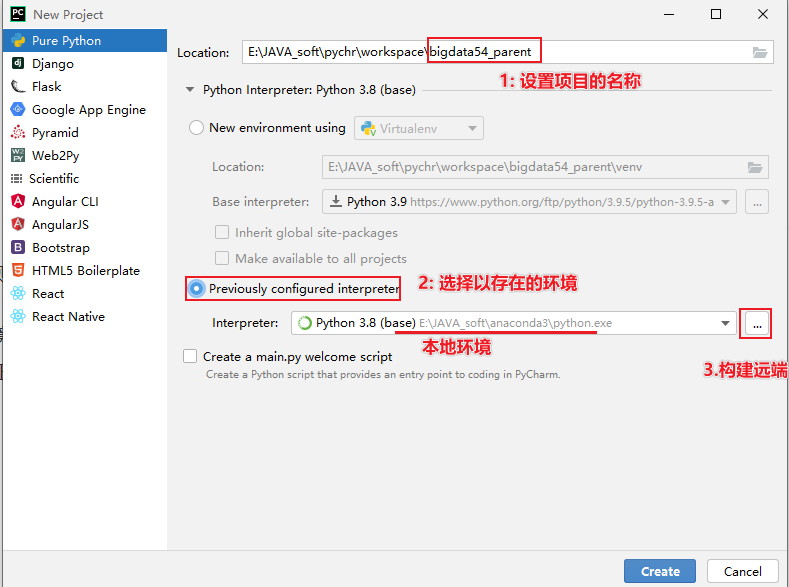 PC New Project
Pure Python
dj Django
Flask
Google App Engine
Pyramid
WEB2PY Web2Py
Scientific
A Angular CLI
A AngularJS
B Bootstrap
5 HTML5 Boilerplate
React
React Native
Location: E:\JAVA_soft\pychr\workspace\bigdata54_parent
1: 设置项目的名称
Python Interpreter: Python 3.8 (base)
New environment using Virtualenv
Location: E:\JAVA_soft\pychr\workspace\bigdata54_parent\venv
Base interpreter: Python 3.9 https://www.python.org/ftp/python/3.9.5/python-3.9.5-a ...
Inherit global site-packages
Make available to all projects
Previously configured interpreter 2: 选择以存在的环境
Interpreter: Python 3.8 (base) E:\JAVA_soft\anaconda3\python.exe ...
本地环境
Create a main.py welcome script
3.构建远端
Create a Python script that provides an entry point to coding in PyCharm.
Create Cancel